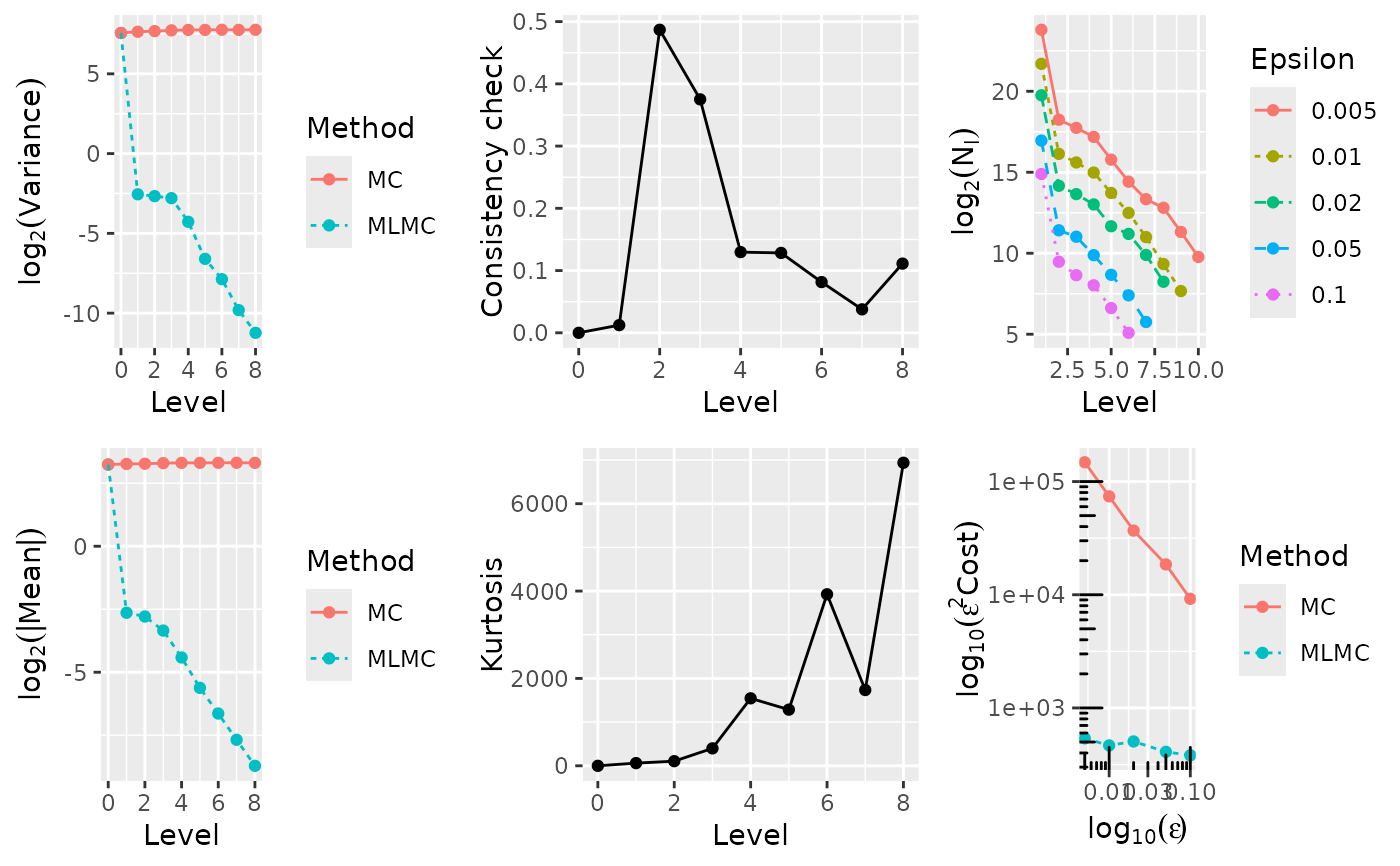 log₂(Variance)
5
0
-5
-10
0 2 4 6 8
Level
Method
MC
MLMC
Consistency check
0.5
0.4
0.3
0.2
0.1
0.0
0 2 4 6 8
Level
log₂(Nₗ)
20
15
10
5
2.5 5.0 7.5 10.0
Level
Epsilon
0.005
0.01
0.02
0.05
0.1
log₂(|Mean|)
0
-5
0 2 4 6 8
Level
Method
MC
MLMC
Kurtosis
6000
4000
2000
0
0 2 4 6 8
Level
log₁₀(ε²Cost)
1e+05
1e+04
1e+03
0.01 0.03 0.10
log₁₀(ε)
Method
MC
MLMC